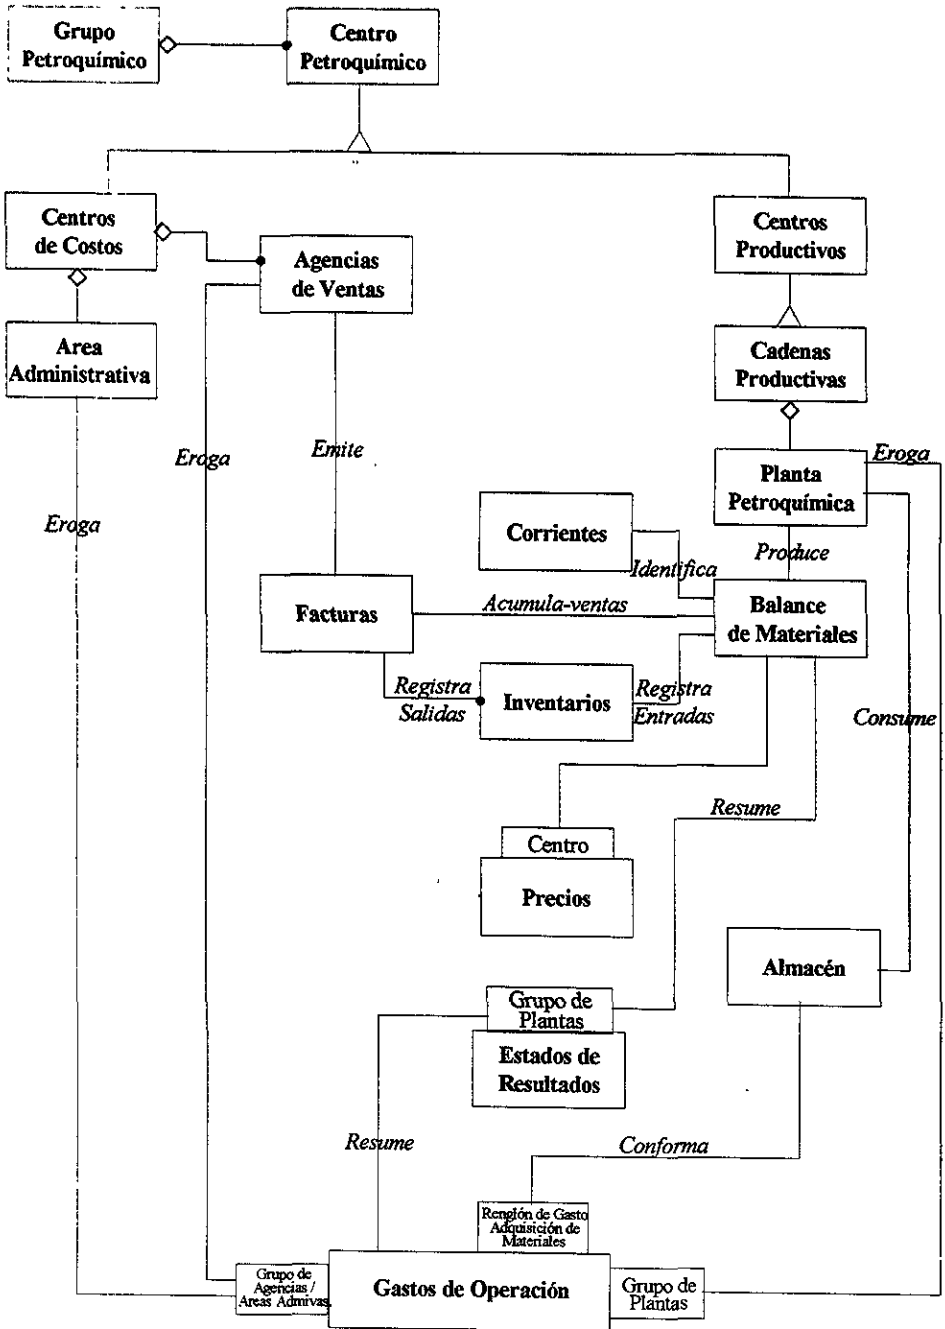 Grupo
Petroquímico
Centro
Petroquímico
Centros
de Costos
Agencias
de Ventas
Centros
Productivos
Area
Administrativa
Cadenas
Productivas
Eroga
Eroga
Emite
Planta
Petroquímica
Eroga
Corrientes
Identifica
Produce
Facturas
Acumula-ventas
Balance
de Materiales
Registra
Salidas
Inventarios
Registra
Entradas
Consume
Resume
Centro
Precios
Almacén
Grupo de
Plantas
Estados de
Resultados
Resume
Conforma
Renglón de Gasto
Adquisición de
Materiales
Grupo de
Agencias /
Areas Admivas.
Gastos de Operación
Grupo de
Plantas